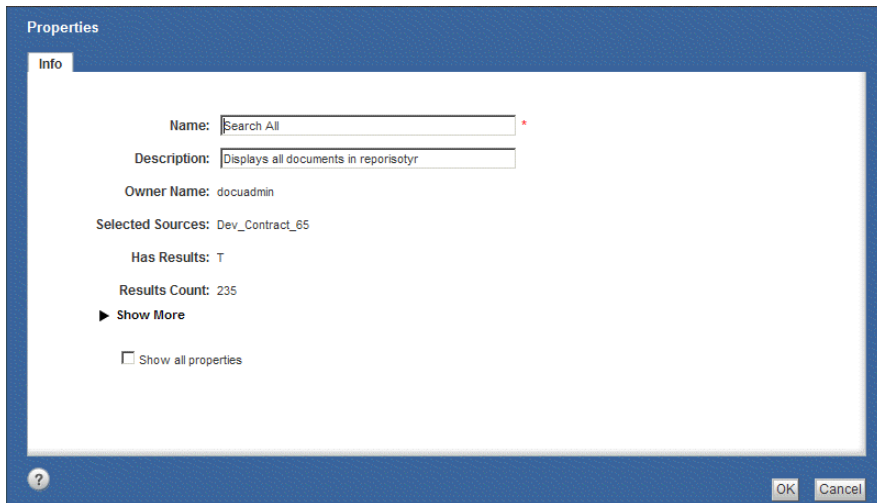 Properties
Info
Name: Search All *
Description: Displays all documents in reporisotyr
Owner Name: docuadmin
Selected Sources: Dev_Contract_65
Has Results: T
Results Count: 235
Show More
Show all properties
?
OK Cancel